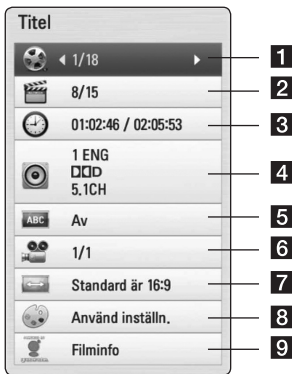 Titel
1/18 1
8/15 2
01:02:46 / 02:05:53 3
1 ENG
DD D
5.1CH 4
ABC Av 5
1/1 6
Standard är 16:9 7
Använd inställn. 8
Filminfo 9